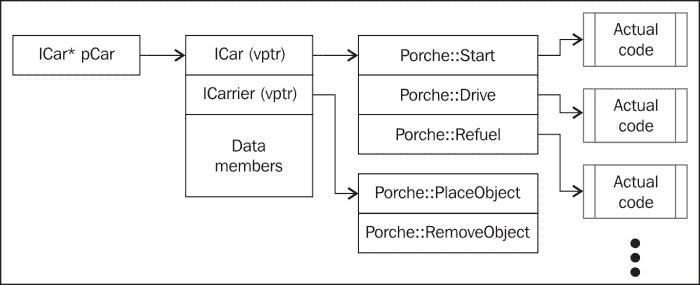 ICar* pCar
ICar (vptr)
ICarrier (vptr)
Data
members
Porche::Start
Porche::Drive
Porche::Refuel
Porche::PlaceObject
Porche::RemoveObject
Actual
code
Actual
code
Actual
code